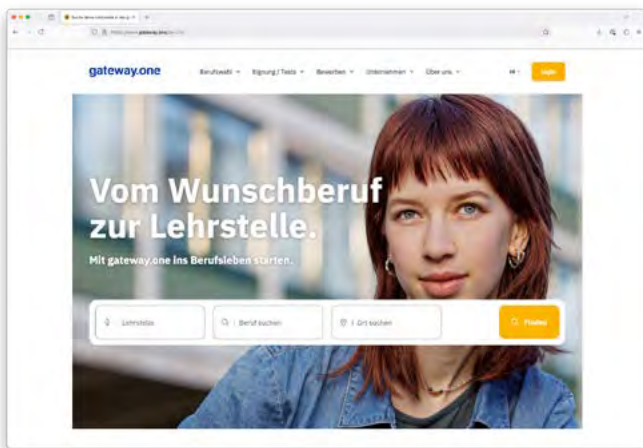 gateway.one
Berufswahl
Eignung / Tests
Bewerben
Unternehmen
Über uns
login
Vom Wunschberuf
zur Lehrstelle.
Mit gateway.one ins Berufsleben starten.
Lehrstelle
Beruf suchen
Ort suchen
Finden